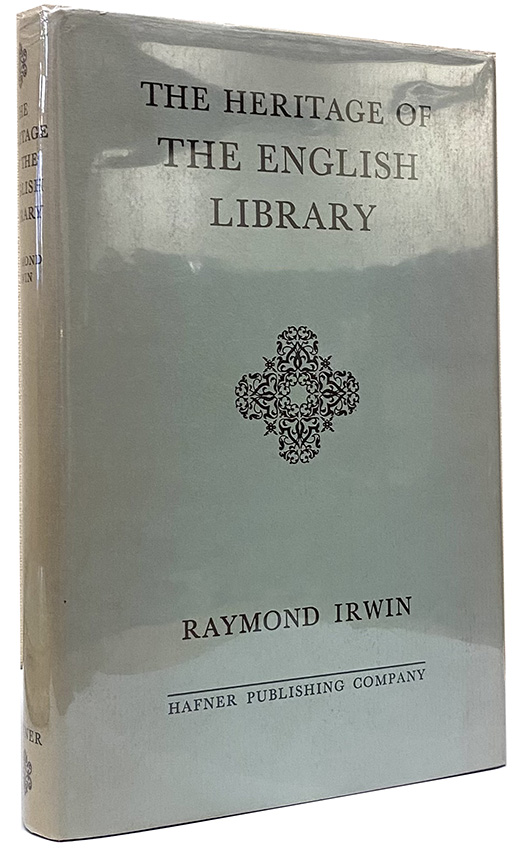 THE HERITAGE OF
THE ENGLISH
LIBRARY
RAYMOND IRWIN
HAFNER PUBLISHING COMPANY